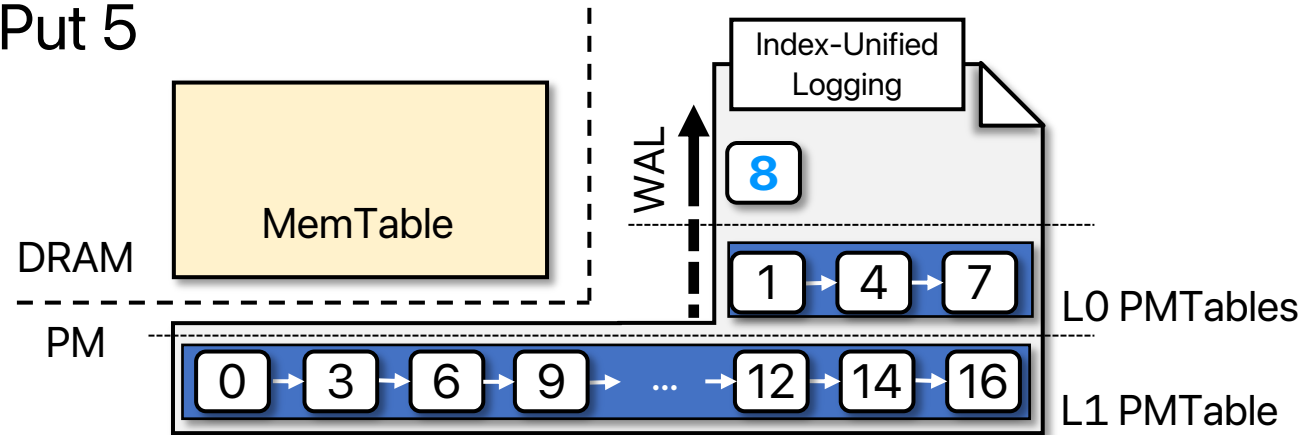 Put 5
Index-Unified
Logging
WAL
8
MemTable
DRAM
1 4 7
L0 PMTables
PM
0 3 6 9 ... 12 14 16
L1 PMTable